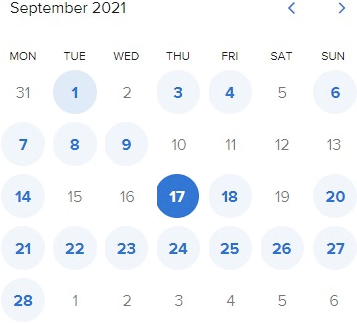 September 2021
MON TUE WED THU FRI SAT SUN
31 1 2 3 4 5 6
7 8 9 10 11 12 13
14 15 16 17 18 19 20
21 22 23 24 25 26 27
28 1 2 3 4 5 6